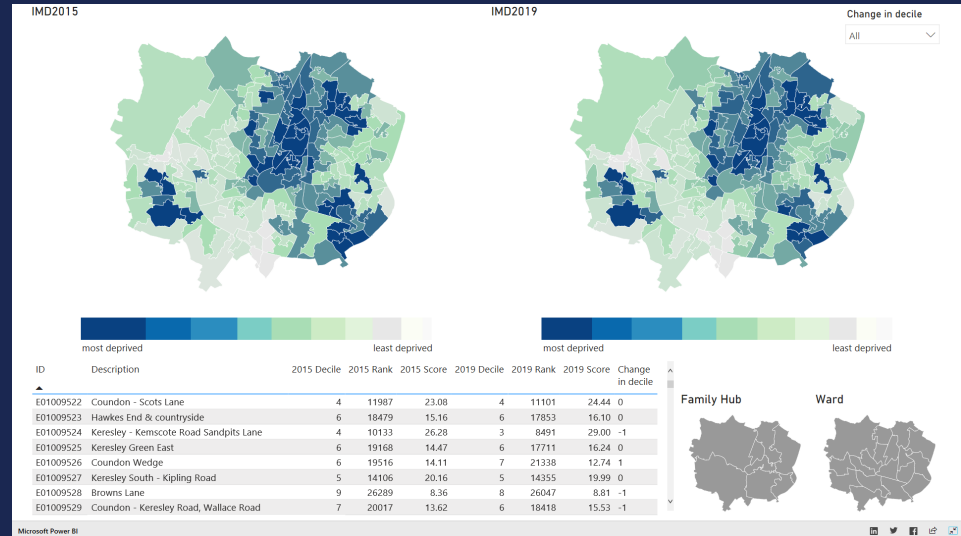 IMD2015
IMD2019
Change in decile
All
most deprived least deprived
most deprived least deprived
ID Description 2015 Decile 2015 Rank 2015 Score 2019 Decile 2019 Rank 2019 Score Change in decile
E01009522 Coundon - Scots Lane 4 11987 23.08 4 11101 24.44 0
E01009523 Hawkes End & countryside 6 18479 15.16 6 17853 16.10 0
E01009524 Keresley - Kemscote Road Sandpits Lane 4 10133 26.28 3 8491 29.00 -1
E01009525 Keresley Green East 6 19168 14.47 6 17711 16.24 0
E01009526 Coundon Wedge 6 19516 14.11 7 21338 12.74 1
E01009527 Keresley South - Kipling Road 5 14106 20.16 5 14355 19.99 0
E01009528 Browns Lane 9 26289 8.36 8 26047 8.81 -1
E01009529 Coundon - Keresley Road, Wallace Road 7 20017 13.62 6 18418 15.53 -1
Family Hub
Ward
Microsoft Power BI